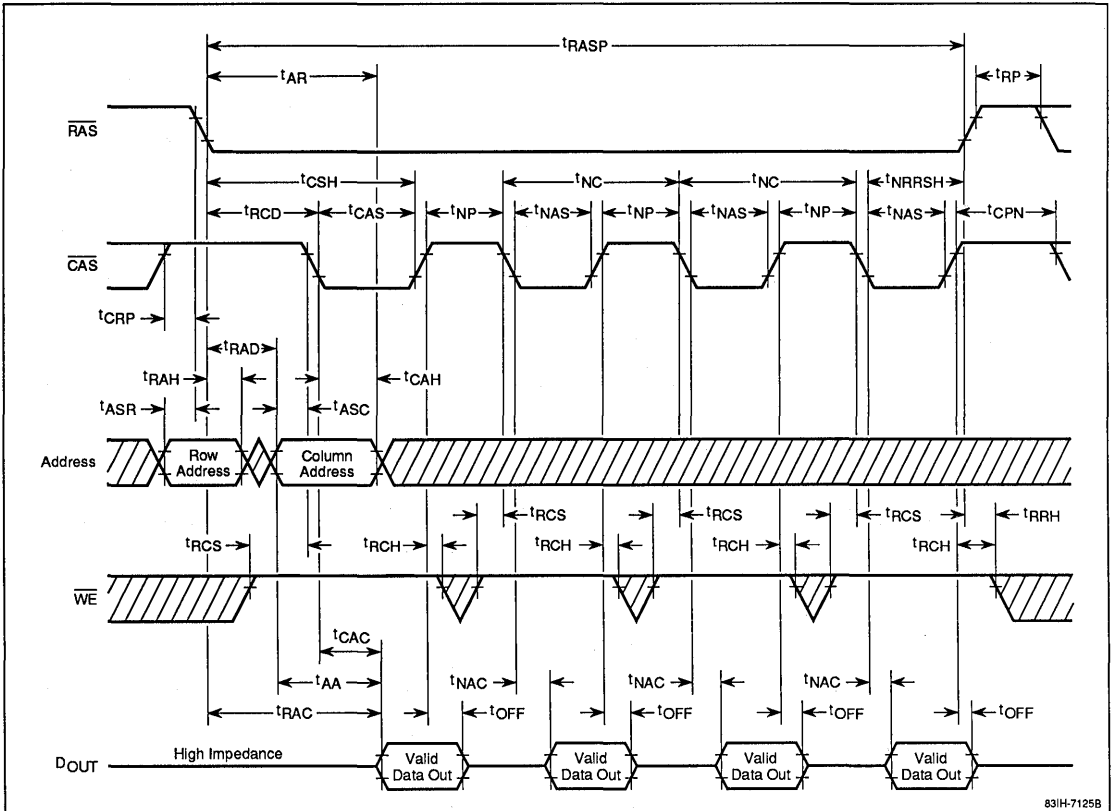 tRASP
tAR
tRP
RAS
tCSH
tNC
tNC
tNRRSH
tRCD
tCAS
tNP
tNAS
tNP
tNAS
tNP
tNAS
tCPN
CAS
tCRP
tRAD
tRAH
tCAH
tASR
tASC
Address
Row
Address
Column
Address
tRCS
tRCS
tRCS
tRRH
tRCS
tRCH
tRCH
tRCH
tRCH
WE
tCAC
tAA
tNAC
tNAC
tNAC
tRAC
tOFF
tOFF
tOFF
tOFF
High Impedance
DOUT
Valid
Data Out
Valid
Data Out
Valid
Data Out
Valid
Data Out
83IH-7125B